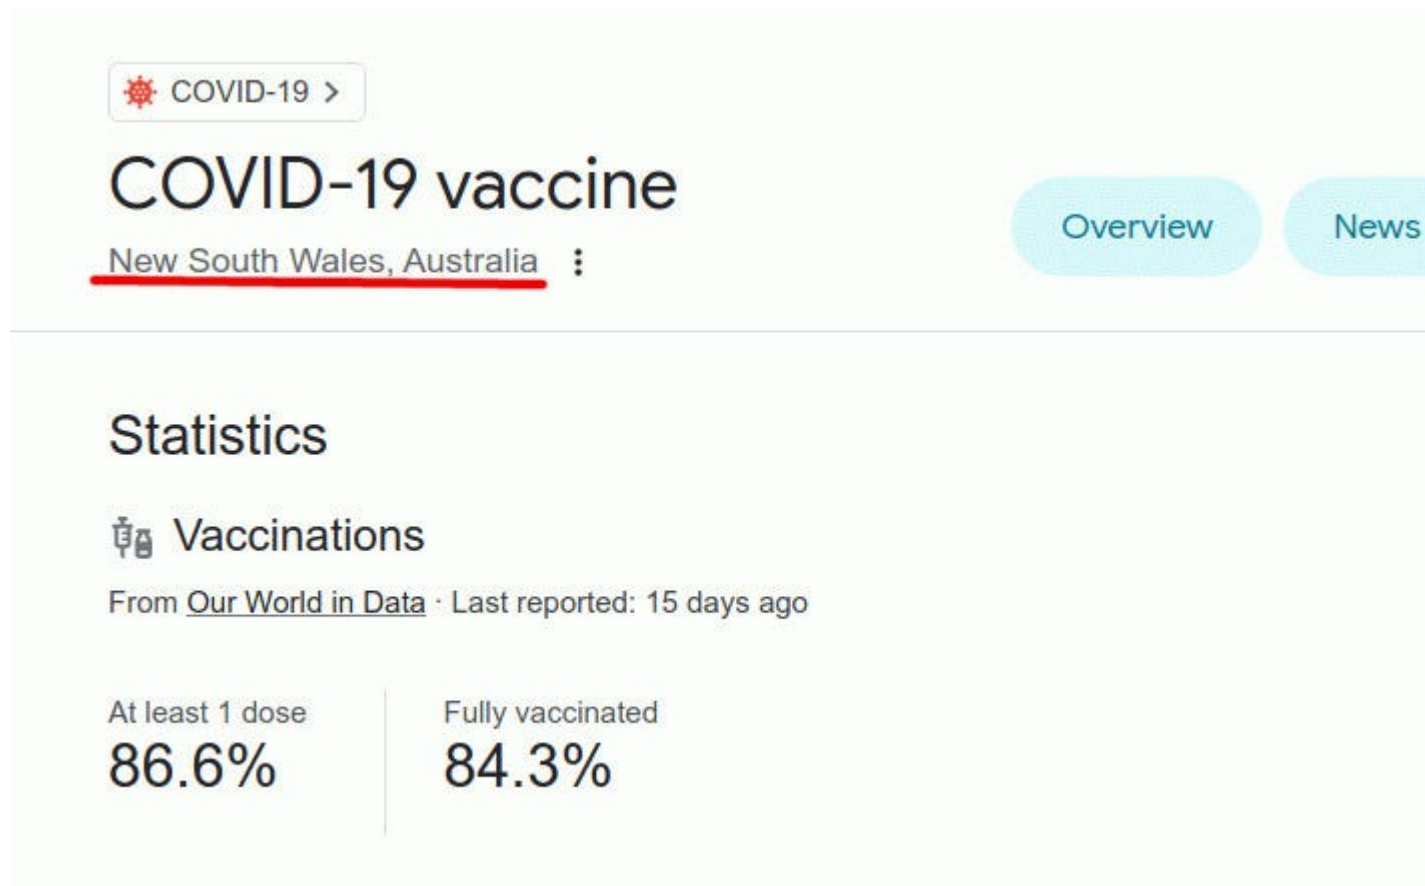 COVID-19 >
COVID-19 vaccine
Overview
News
New South Wales, Australia
Statistics
Vaccinations
From Our World in Data · Last reported: 15 days ago
At least 1 dose
Fully vaccinated
86.6%
84.3%